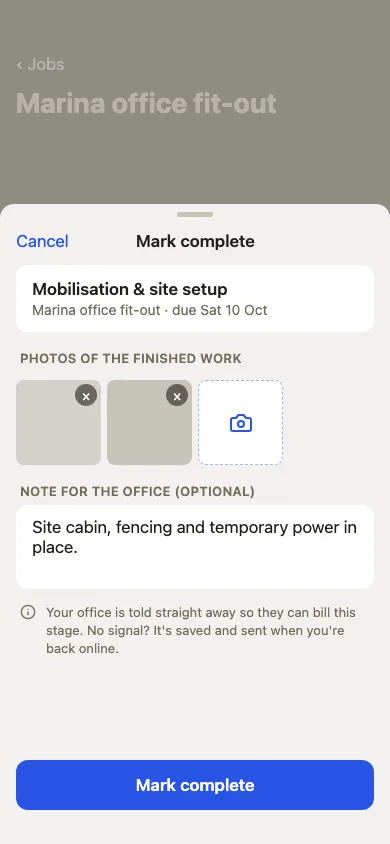 ‹ Jobs
Marina office fit-out
Cancel
Mark complete
Mobilisation & site setup
Marina office fit-out · due Sat 10 Oct
PHOTOS OF THE FINISHED WORK
NOTE FOR THE OFFICE (OPTIONAL)
Site cabin, fencing and temporary power in
place.
Your office is told straight away so they can bill this
stage. No signal? It's saved and sent when you're
back online.
Mark complete